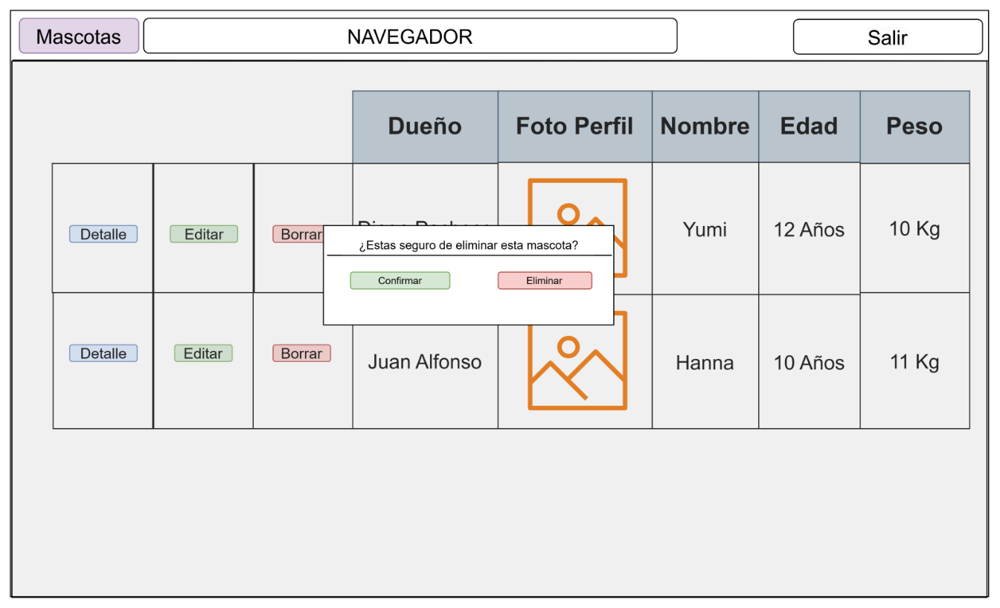 Mascotas
NAVEGADOR
Salir
Dueño
Foto Perfil
Nombre
Edad
Peso
Detalle
Editar
Borrar
Yumi
12 Años
10 Kg
¿Estas seguro de eliminar esta mascota?
Confirmar
Eliminar
Detalle
Editar
Borrar
Juan Alfonso
Hanna
10 Años
11 Kg